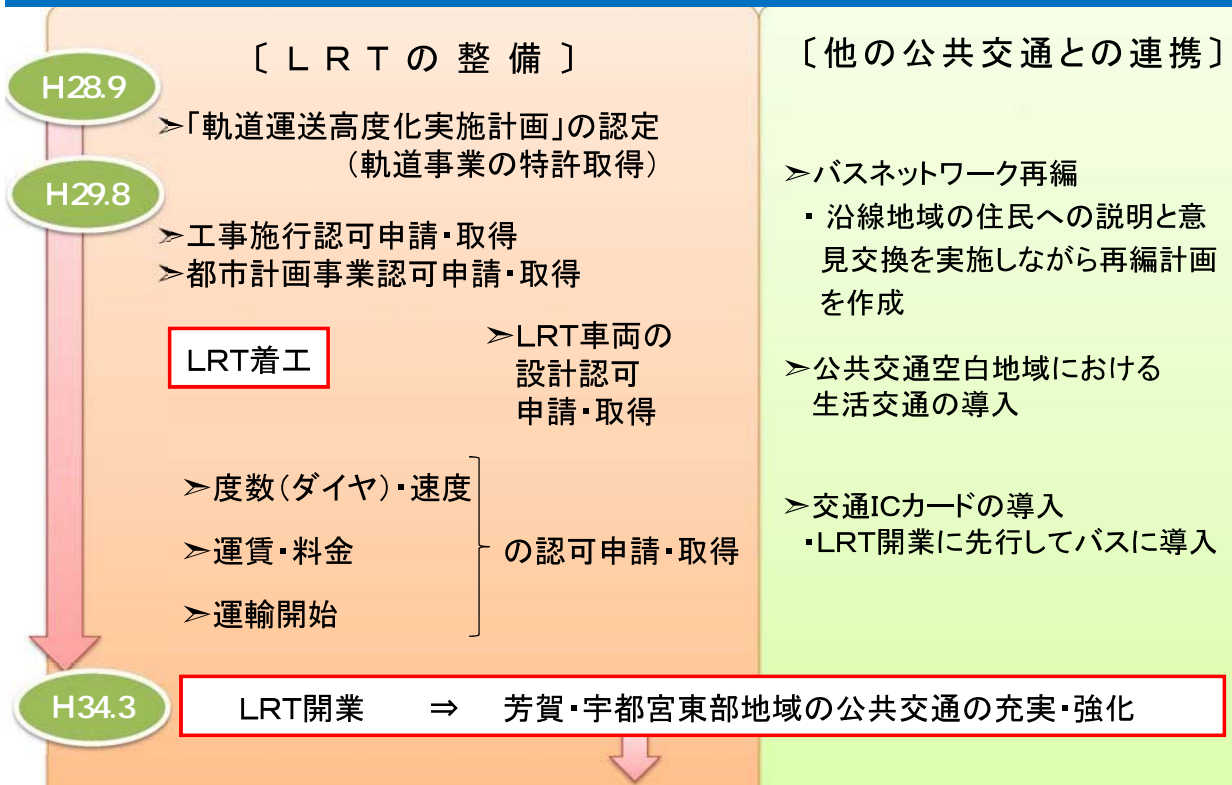 〔LRTの整備〕
H28.9
➢「軌道運送高度化実施計画」の認定
(軌道事業の特許取得)
H29.8
➢工事施行認可申請・取得
➢都市計画事業認可申請・取得
LRT着工
➢LRT車両の
設計認可
申請・取得
➢度数(ダイヤ)・速度
➢運賃・料金
➢運輸開始
の認可申請・取得
〔他の公共交通との連携〕
➢バスネットワーク再編
・沿線地域の住民への説明と意
見交換を実施しながら再編計画
を作成
➢公共交通空白地域における
生活交通の導入
➢交通ICカードの導入
・LRT開業に先行してバスに導入
H34.3
LRT開業 ⇒ 芳賀・宇都宮東部地域の公共交通の充実・強化